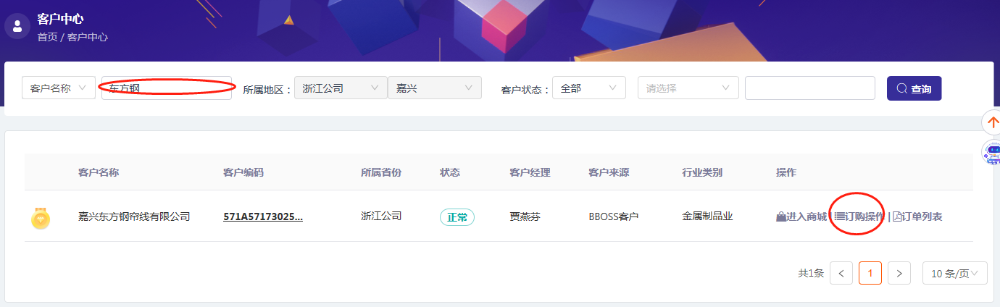 客户中心
首页 / 客户中心
客户名称 东方钢 所属地区： 浙江公司 嘉兴 客户状态： 全部 请选择 查询
客户名称 客户编码 所属省份 状态 客户经理 客户来源 行业类别 操作
嘉兴东方钢帘线有限公司 571A57173025... 浙江公司 正常 贾燕芬 BBOSS客户 金属制品业 进入商城 | 订购操作 | 订单列表
共1条 < 1 > 10 条/页